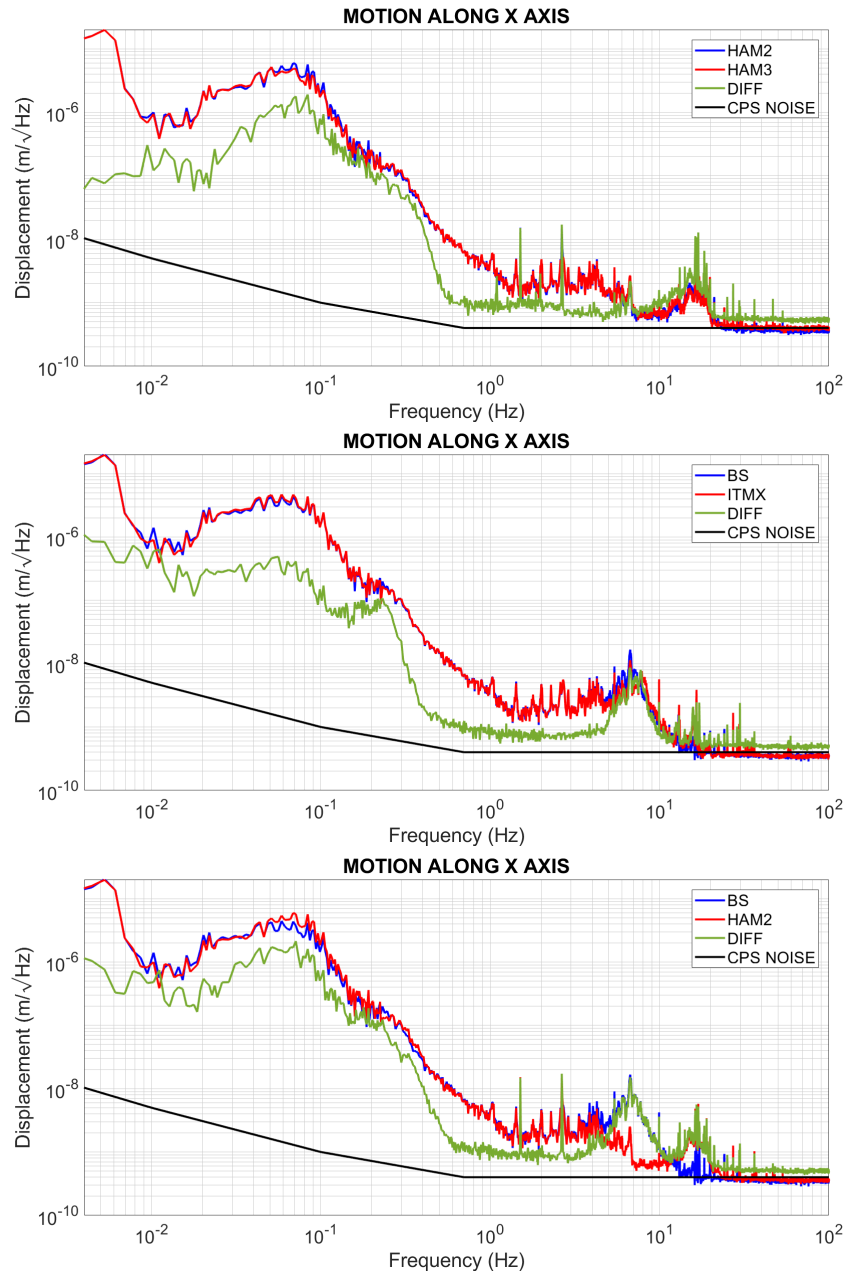 MOTION ALONG X AXIS
Displacement (m/√Hz)
10^-6
10^-8
10^-10
HAM2
HAM3
DIFF
CPS NOISE
10^-2
10^-1
10^0
10^1
10^2
Frequency (Hz)
MOTION ALONG X AXIS
Displacement (m/√Hz)
10^-6
10^-8
10^-10
BS
ITMX
DIFF
CPS NOISE
10^-2
10^-1
10^0
10^1
10^2
Frequency (Hz)
MOTION ALONG X AXIS
Displacement (m/√Hz)
10^-6
10^-8
10^-10
BS
HAM2
DIFF
CPS NOISE
10^-2
10^-1
10^0
10^1
10^2
Frequency (Hz)